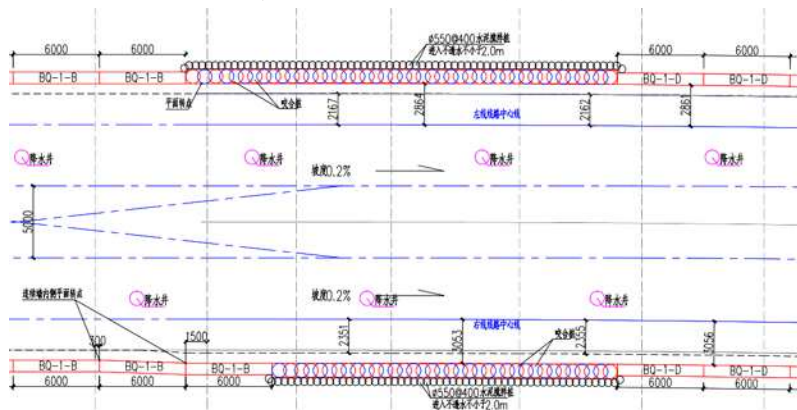 ø550@400水泥搅拌桩
进入不透水不小于2.0m
6000 6000 6000 6000
BQ-1-B BQ-1-B BQ-1-D BQ-1-D
平面转点 咬合桩
2167 2864 左线线路中心线 2162 2861
降水井 降水井 降水井 降水井
坡度0.2%
5000
降水井 降水井 降水井
坡度0.2%
连续墙内侧平面转点
右线线路中心线
300 1500 2351 3053 咬合桩 2355 3056
BQ-1-B BQ-1-B BQ-1-B BQ-1-D BQ-1-D
6000 6000 6000 6000 6000
ø550@400水泥搅拌桩
进入不透水不小于2.0m